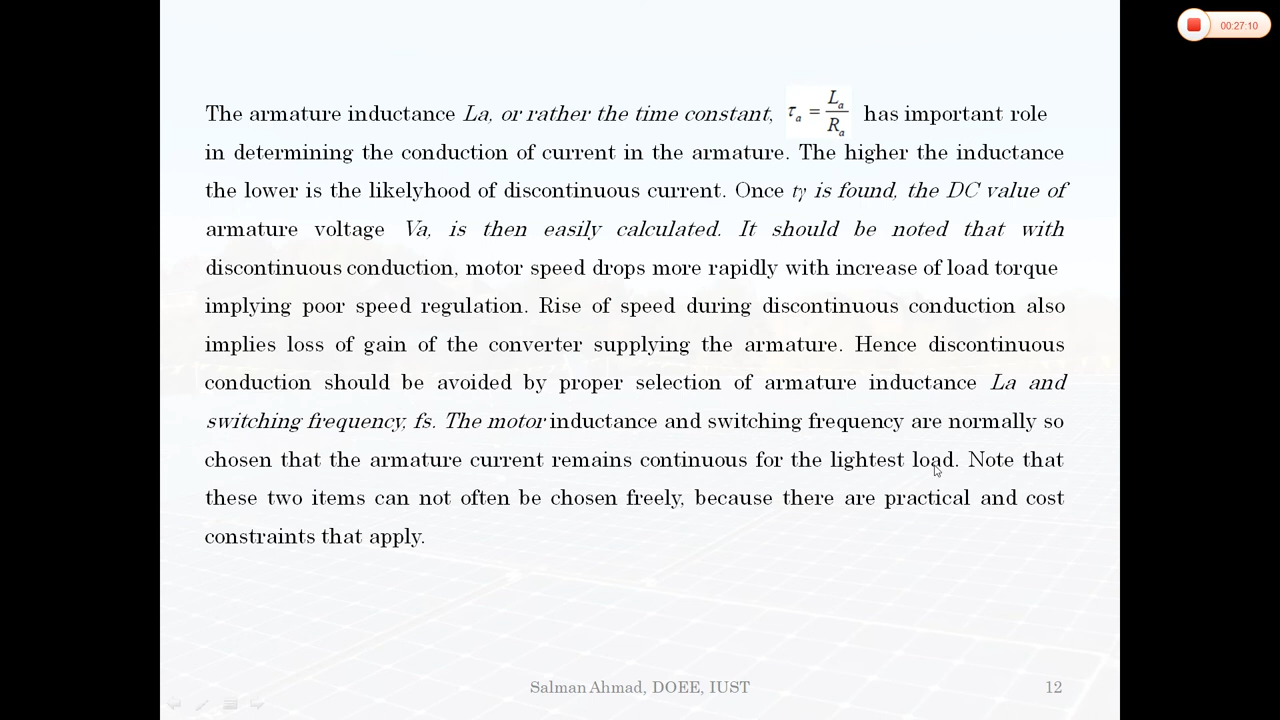 00:27:10
The armature inductance La, or rather the time constant, τa = La/Ra has important role
in determining the conduction of current in the armature. The higher the inductance
the lower is the likelyhood of discontinuous current. Once tγ is found, the DC value of
armature voltage Va, is then easily calculated. It should be noted that with
discontinuous conduction, motor speed drops more rapidly with increase of load torque
implying poor speed regulation. Rise of speed during discontinuous conduction also
implies loss of gain of the converter supplying the armature. Hence discontinuous
conduction should be avoided by proper selection of armature inductance La and
switching frequency, fs. The motor inductance and switching frequency are normally so
chosen that the armature current remains continuous for the lightest load. Note that
these two items can not often be chosen freely, because there are practical and cost
constraints that apply.
Salman Ahmad, DOEE, IUST 12